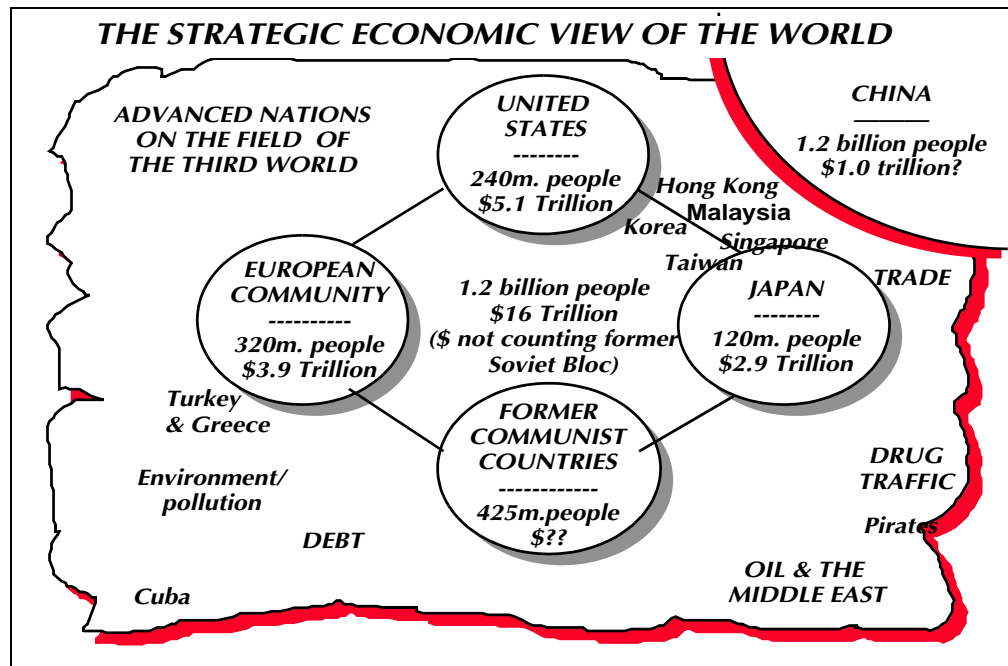 THE STRATEGIC ECONOMIC VIEW OF THE WORLD
ADVANCED NATIONS
ON THE FIELD OF
THE THIRD WORLD
UNITED
STATES
--------
240m. people
$5.1 Trillion
CHINA
1.2 billion people
$1.0 trillion?
Hong Kong
Malaysia
Korea
Singapore
Taiwan
EUROPEAN
COMMUNITY
----------
320m. people
$3.9 Trillion
1.2 billion people
$16 Trillion
($ not counting former
Soviet Bloc)
JAPAN
--------
120m. people
$2.9 Trillion
TRADE
Turkey
& Greece
FORMER
COMMUNIST
COUNTRIES
------------
425m.people
$??
Environment/
pollution
DEBT
Cuba
DRUG
TRAFFIC
Pirates
OIL & THE
MIDDLE EAST